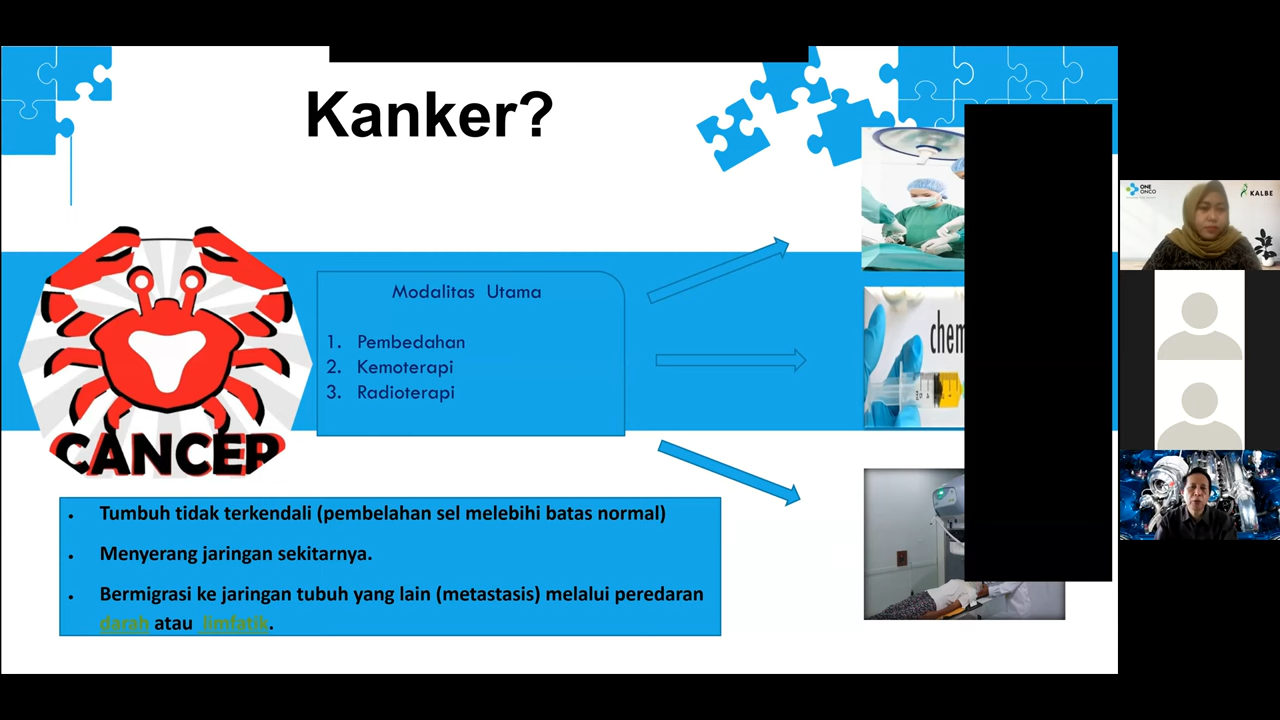 Kanker?
CANCER
Modalitas Utama
1. Pembedahan
2. Kemoterapi
3. Radioterapi
chem
• Tumbuh tidak terkendali (pembelahan sel melebihi batas normal)
• Menyerang jaringan sekitarnya.
• Bermigrasi ke jaringan tubuh yang lain (metastasis) melalui peredaran
darah atau limfatik.
ONE
ONCO
KALBE